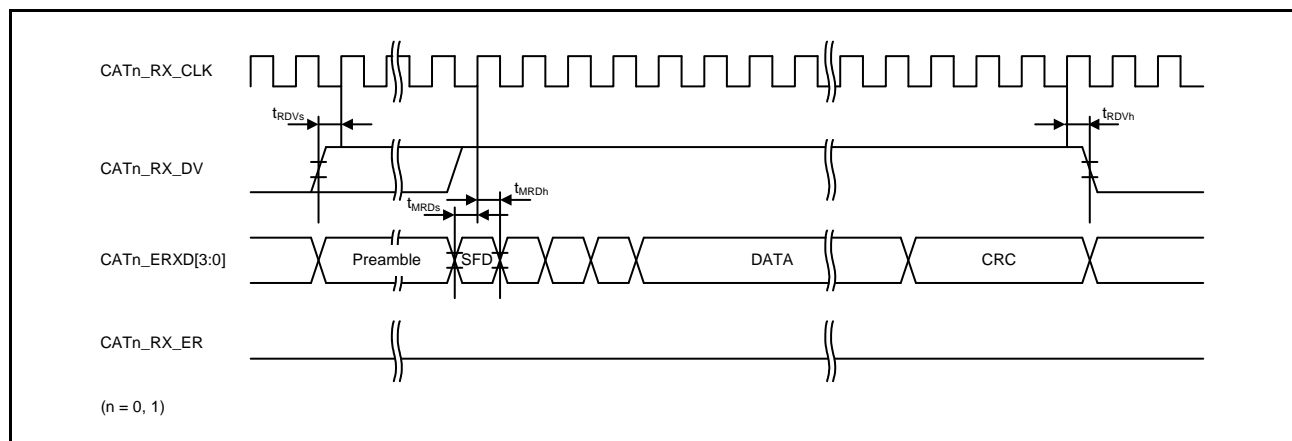 CATn_RX_CLK
tRDVs
tRDVh
CATn_RX_DV
tMRDh
tMRDs
CATn_ERXD[3:0]
Preamble
SFD
DATA
CRC
CATn_RX_ER
(n = 0, 1)